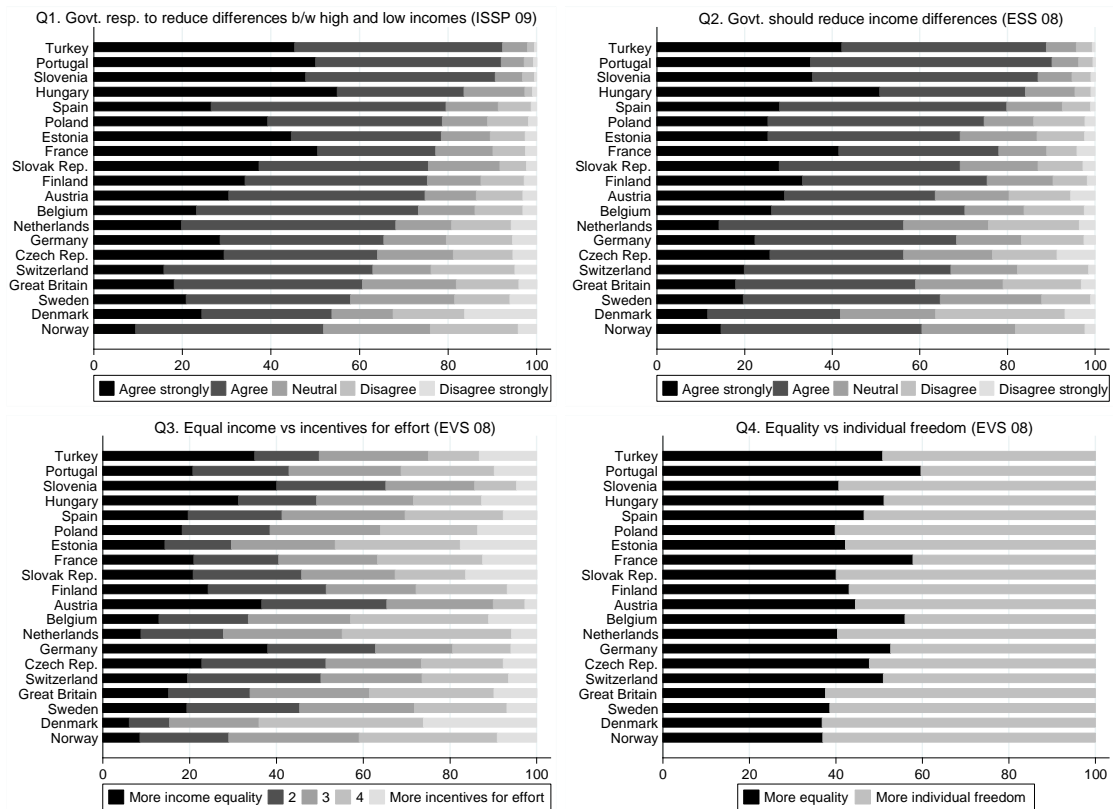 Q1. Govt. resp. to reduce differences b/w high and low incomes (ISSP 09)
Turkey
Portugal
Slovenia
Hungary
Spain
Poland
Estonia
France
Slovak Rep.
Finland
Austria
Belgium
Netherlands
Germany
Czech Rep.
Switzerland
Great Britain
Sweden
Denmark
Norway
0 20 40 60 80 100
Agree strongly Agree Neutral Disagree Disagree strongly
Q2. Govt. should reduce income differences (ESS 08)
Turkey
Portugal
Slovenia
Hungary
Spain
Poland
Estonia
France
Slovak Rep.
Finland
Austria
Belgium
Netherlands
Germany
Czech Rep.
Switzerland
Great Britain
Sweden
Denmark
Norway
0 20 40 60 80 100
Agree strongly Agree Neutral Disagree Disagree strongly
Q3. Equal income vs incentives for effort (EVS 08)
Turkey
Portugal
Slovenia
Hungary
Spain
Poland
Estonia
France
Slovak Rep.
Finland
Austria
Belgium
Netherlands
Germany
Czech Rep.
Switzerland
Great Britain
Sweden
Denmark
Norway
0 20 40 60 80 100
More income equality 2 3 4 More incentives for effort
Q4. Equality vs individual freedom (EVS 08)
Turkey
Portugal
Slovenia
Hungary
Spain
Poland
Estonia
France
Slovak Rep.
Finland
Austria
Belgium
Netherlands
Germany
Czech Rep.
Switzerland
Great Britain
Sweden
Denmark
Norway
0 20 40 60 80 100
More equality More individual freedom